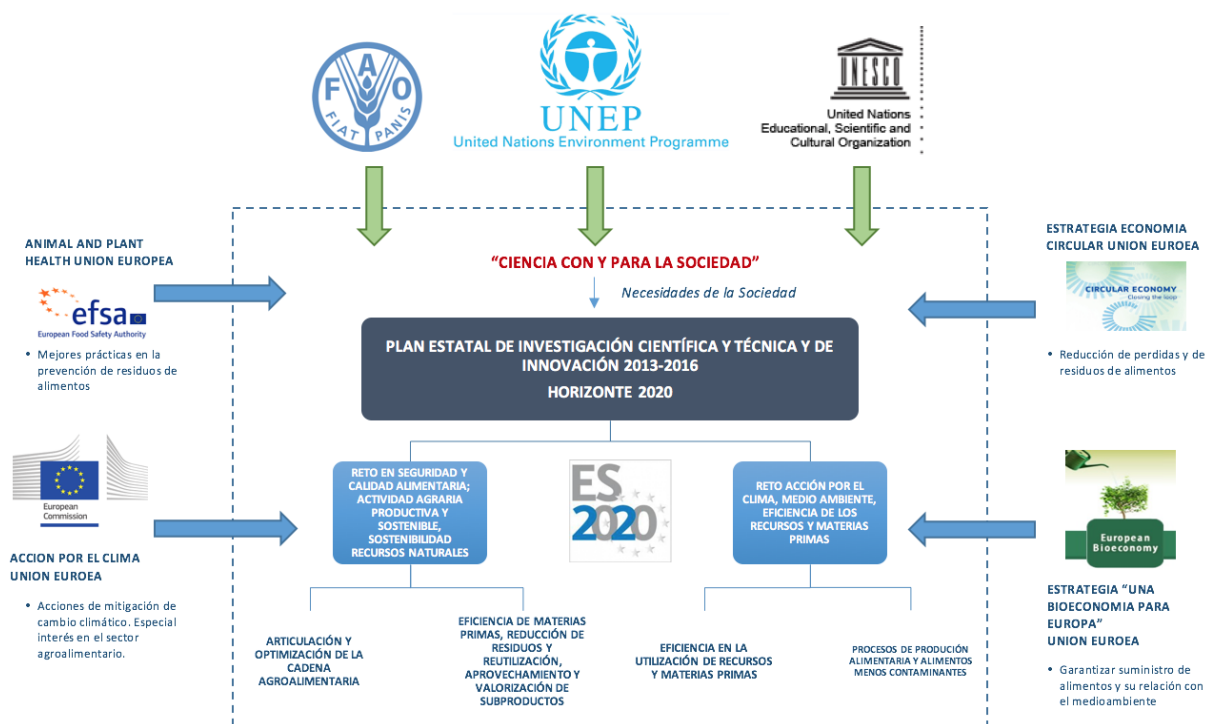 FAO
FIAT PANIS
UNEP
United Nations Environment Programme
UNESCO
United Nations
Educational, Scientific and
Cultural Organization
ANIMAL AND PLANT
HEALTH UNION EUROPEA
efsa
European Food Safety Authority
• Mejores prácticas en la
prevención de residuos de
alimentos
European
Commission
ACCION POR EL CLIMA
UNION EUROEA
• Acciones de mitigación de
cambio climático. Especial
interés en el sector
agroalimentario.
“CIENCIA CON Y PARA LA SOCIEDAD”
Necesidades de la Sociedad
PLAN ESTATAL DE INVESTIGACIÓN CIENTÍFICA Y TÉCNICA Y DE
INNOVACIÓN 2013-2016
HORIZONTE 2020
RETO EN SEGURIDAD Y
CALIDAD ALIMENTARIA;
ACTIVIDAD AGRARIA
PRODUCTIVA Y
SOSTENIBLE,
SOSTENIBILIDAD
RECURSOS NATURALES
ES
2020
RETO ACCIÓN POR EL
CLIMA, MEDIO AMBIENTE,
EFICIENCIA DE LOS
RECURSOS Y MATERIAS
PRIMAS
ARTICULACIÓN Y
OPTIMIZACIÓN DE LA
CADENA
AGROALIMENTARIA
EFICIENCIA DE MATERIAS
PRIMAS, REDUCCIÓN DE
RESIDUOS Y
REUTILIZACIÓN,
APROVECHAMIENTO Y
VALORIZACIÓN DE
SUBPRODUCTOS
EFICIENCIA EN LA
UTILIZACIÓN DE RECURSOS
Y MATERIAS PRIMAS
PROCESOS DE PRODUCIÓN
ALIMENTARIA Y ALIMENTOS
MENOS CONTAMINANTES
ESTRATEGIA ECONOMIA
CIRCULAR UNION EUROEA
CIRCULAR ECONOMY
Closing the loop
• Reducción de perdidas y de
residuos de alimentos
European
Bioeconomy
ESTRATEGIA “UNA
BIOECONOMIA PARA
EUROPA”
UNION EUROEA
• Garantizar suministro de
alimentos y su relación con
el medioambiente